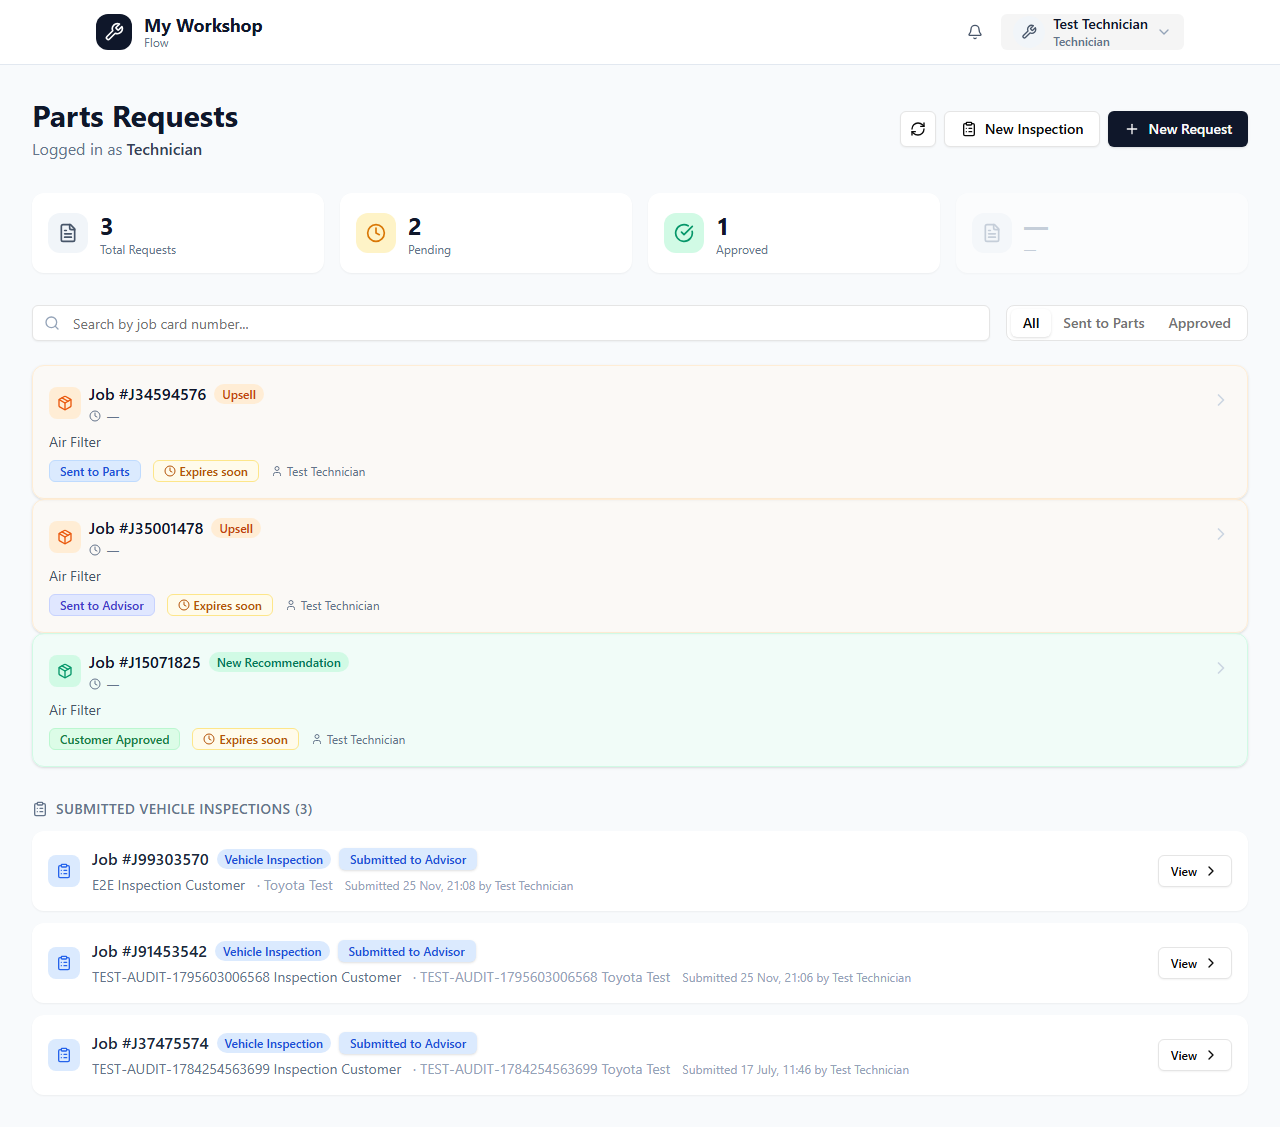 My Workshop
Flow
Test Technician
Technician
Parts Requests
Logged in as Technician
New Inspection
New Request
3
Total Requests
2
Pending
1
Approved
—
—
Search by job card number...
All
Sent to Parts
Approved
Job #J34594576
Upsell
—
Air Filter
Sent to Parts
Expires soon
Test Technician
Job #J35001478
Upsell
—
Air Filter
Sent to Advisor
Expires soon
Test Technician
Job #J15071825
New Recommendation
—
Air Filter
Customer Approved
Expires soon
Test Technician
SUBMITTED VEHICLE INSPECTIONS (3)
Job #J99303570
Vehicle Inspection
Submitted to Advisor
E2E Inspection Customer · Toyota Test Submitted 25 Nov, 21:08 by Test Technician
View
Job #J91453542
Vehicle Inspection
Submitted to Advisor
TEST-AUDIT-1795603006568 Inspection Customer · TEST-AUDIT-1795603006568 Toyota Test Submitted 25 Nov, 21:06 by Test Technician
View
Job #J37475574
Vehicle Inspection
Submitted to Advisor
TEST-AUDIT-1784254563699 Inspection Customer · TEST-AUDIT-1784254563699 Toyota Test Submitted 17 July, 11:46 by Test Technician
View